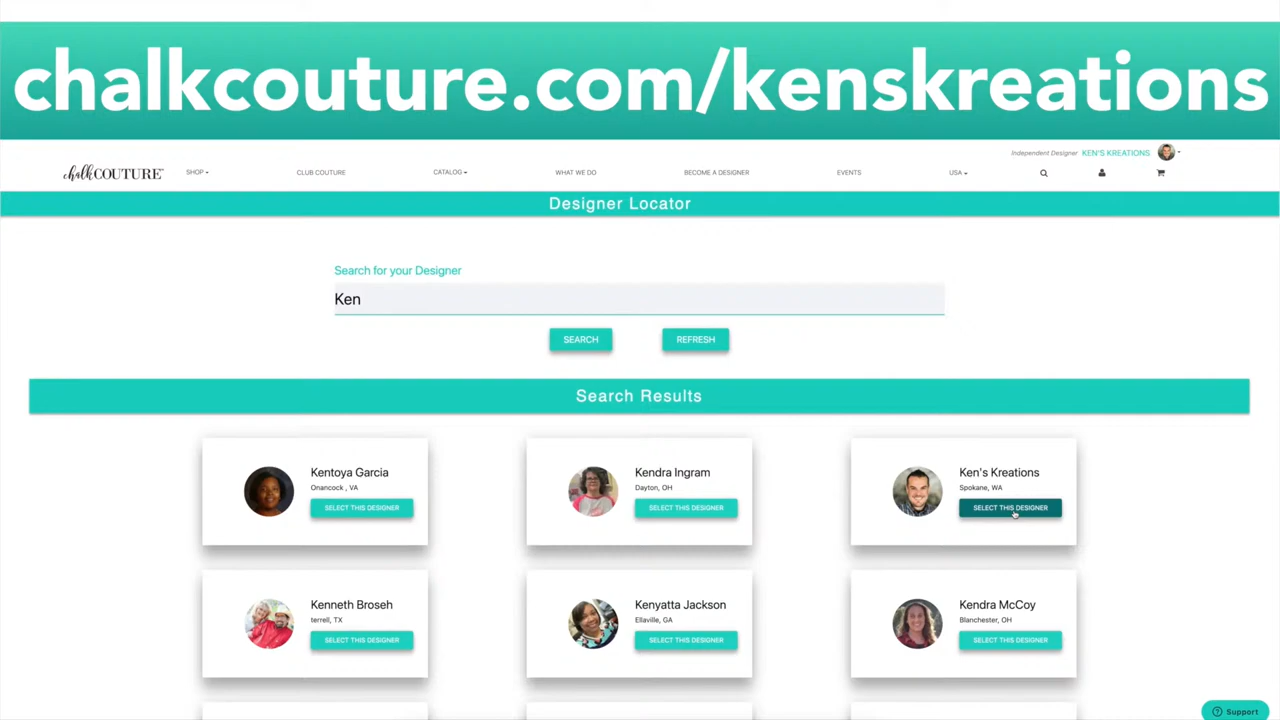 chalkcouture.com/kenskreations
Independent Designer KEN'S KREATIONS
chalkCOUTURE™ SHOP CLUB COUTURE CATALOG WHAT WE DO BECOME A DESIGNER EVENTS USA
Designer Locator
Search for your Designer
Ken
SEARCH REFRESH
Search Results
Kentoya Garcia
Onancock , VA
SELECT THIS DESIGNER
Kendra Ingram
Dayton, OH
SELECT THIS DESIGNER
Ken's Kreations
Spokane, WA
SELECT THIS DESIGNER
Kenneth Broseh
terrell, TX
SELECT THIS DESIGNER
Kenyatta Jackson
Ellaville, GA
SELECT THIS DESIGNER
Kendra McCoy
Blanchester, OH
SELECT THIS DESIGNER
Support